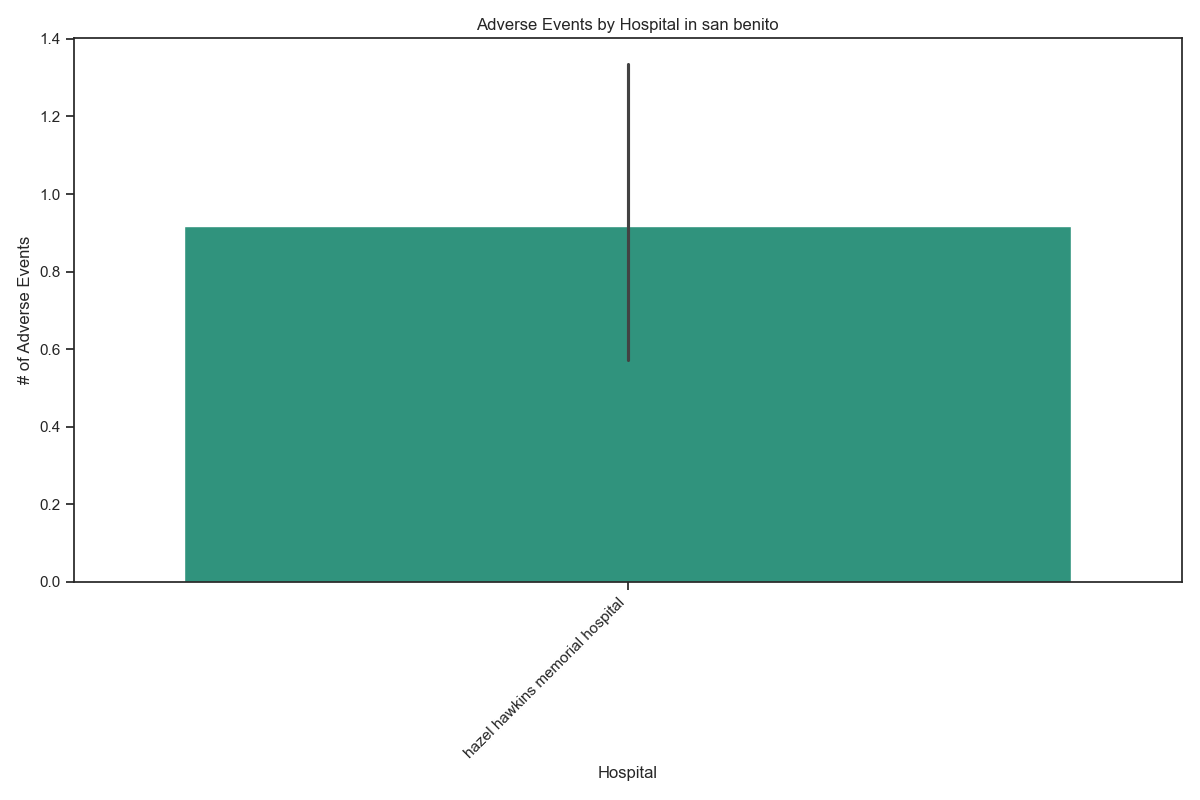 Adverse Events by Hospital in san benito
1.4
1.2
1.0
0.8
0.6
0.4
0.2
0.0
# of Adverse Events
hazel hawkins memorial hospital
Hospital